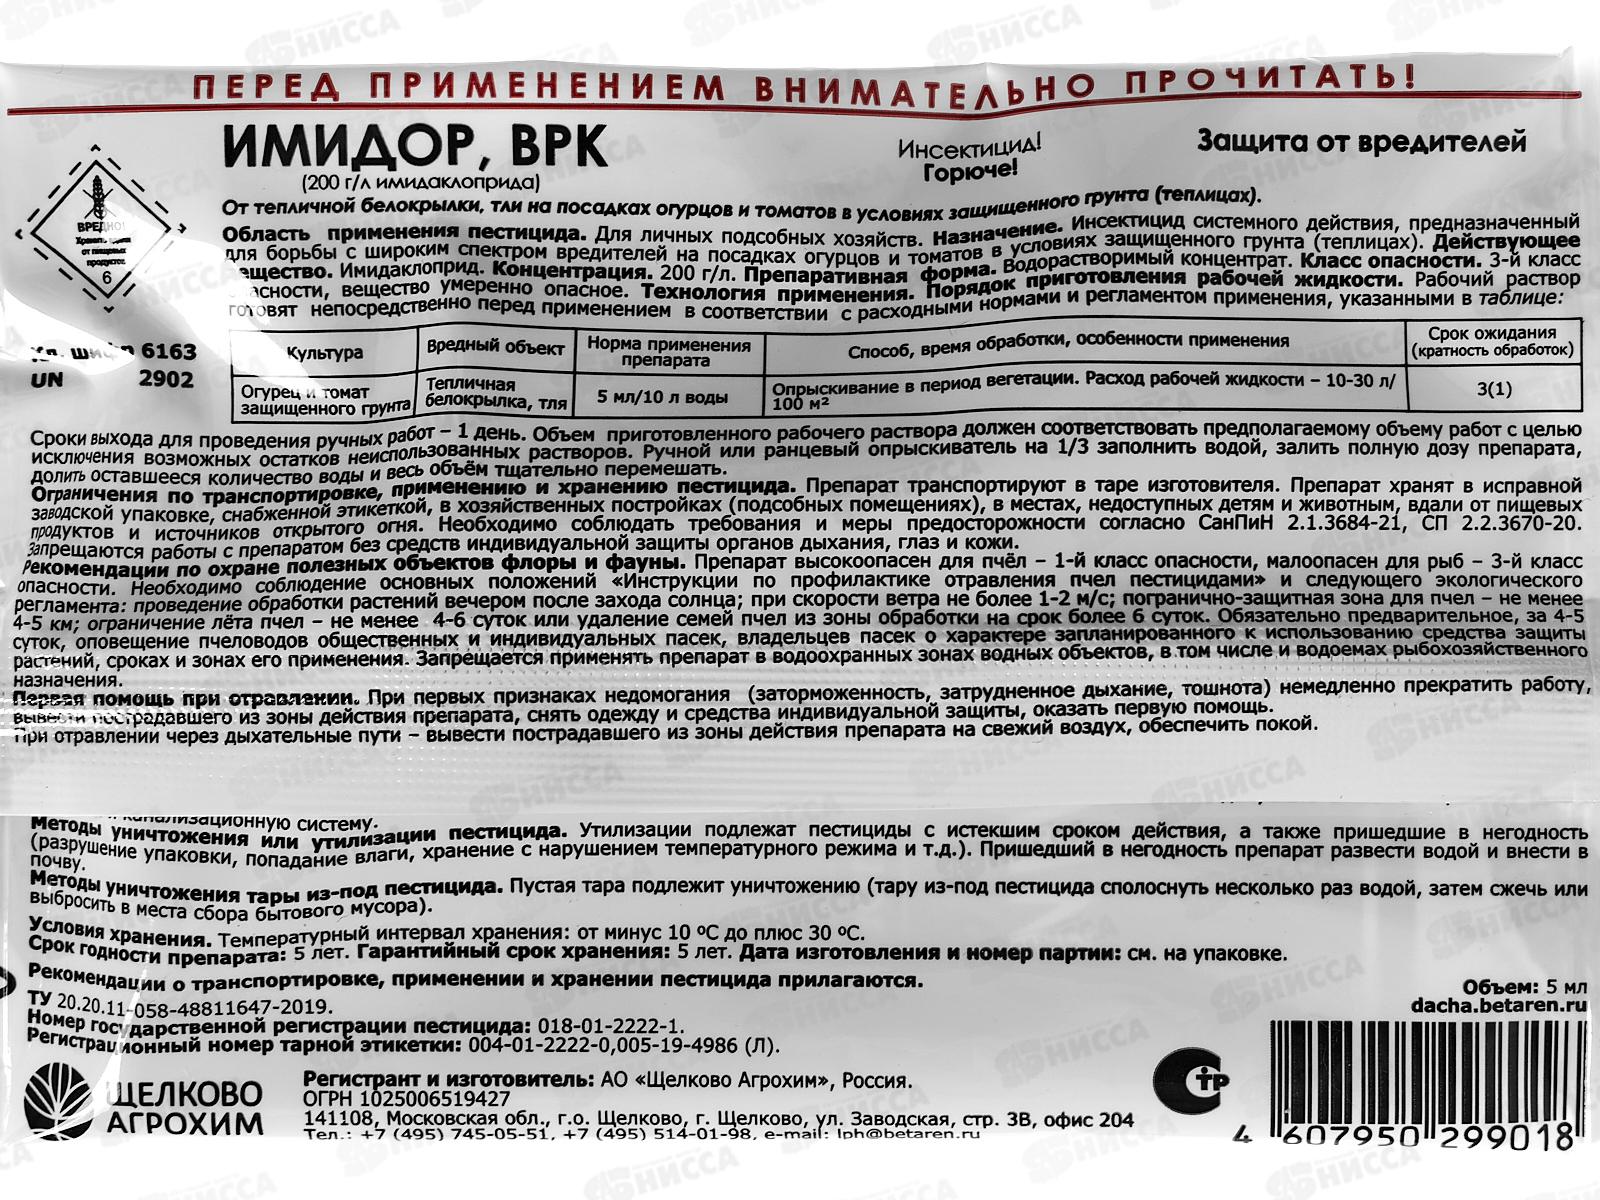 ПЕРЕД ПРИМЕНЕНИЕМ ВНИМАТЕЛЬНО ПРОЧИТАТЬ!
ИМИДОР, ВРК
(200 г/л имидаклоприда)
Инсектицид!
Горюче!
Защита от вредителей
ВРЕДНО!
Хранить вдали
от пищевых
продуктов
6
Кл. шифр 6163
UN 2902
От тепличной белокрылки, тли на посадках огурцов и томатов в условиях защищенного грунта (теплицах).
Область применения пестицида. Для личных подсобных хозяйств. Назначение. Инсектицид системного действия, предназначенный
для борьбы с широким спектром вредителей на посадках огурцов и томатов в условиях защищенного грунта (теплицах). Действующее
вещество. Имидаклоприд. Концентрация. 200 г/л. Препаративная форма. Водорастворимый концентрат. Класс опасности. 3-й класс
опасности, вещество умеренно опасное. Технология применения. Порядок приготовления рабочей жидкости. Рабочий раствор
готовят непосредственно перед применением в соответствии с расходными нормами и регламентом применения, указанными в таблице:
Культура
Вредный объект
Норма применения
препарата
Способ, время обработки, особенности применения
Срок ожидания
(кратность обработок)
Огурец и томат
защищенного грунта
Тепличная
белокрылка, тля
5 мл/10 л воды
Опрыскивание в период вегетации. Расход рабочей жидкости – 10-30 л/
100 м²
3(1)
Сроки выхода для проведения ручных работ – 1 день. Объем приготовленного рабочего раствора должен соответствовать предполагаемому объему работ с целью
исключения возможных остатков неиспользованных растворов. Ручной или ранцевый опрыскиватель на 1/3 заполнить водой, залить полную дозу препарата,
долить оставшееся количество воды и весь объём тщательно перемешать.
Ограничения по транспортировке, применению и хранению пестицида. Препарат транспортируют в таре изготовителя. Препарат хранят в исправной
заводской упаковке, снабженной этикеткой, в хозяйственных постройках (подсобных помещениях), в местах, недоступных детям и животным, вдали от пищевых
продуктов и источников открытого огня. Необходимо соблюдать требования и меры предосторожности согласно СанПиН 2.1.3684-21, СП 2.2.3670-20.
Запрещаются работы с препаратом без средств индивидуальной защиты органов дыхания, глаз и кожи.
Рекомендации по охране полезных объектов флоры и фауны. Препарат высокоопасен для пчёл – 1-й класс опасности, малоопасен для рыб – 3-й класс
опасности. Необходимо соблюдение основных положений «Инструкции по профилактике отравления пчел пестицидами» и следующего экологического
регламента: проведение обработки растений вечером после захода солнца; при скорости ветра не более 1-2 м/с; погранично-защитная зона для пчел – не менее
4-5 км; ограничение лёта пчел – не менее 4-6 суток или удаление семей пчел из зоны обработки на срок более 6 суток. Обязательно предварительное, за 4-5
суток, оповещение пчеловодов общественных и индивидуальных пасек, владельцев пасек о характере запланированного к использованию средства защиты
растений, сроках и зонах его применения. Запрещается применять препарат в водоохранных зонах водных объектов, в том числе и водоемах рыбохозяйственного
назначения.
Первая помощь при отравлении. При первых признаках недомогания (заторможенность, затрудненное дыхание, тошнота) немедленно прекратить работу,
вывести пострадавшего из зоны действия препарата, снять одежду и средства индивидуальной защиты, оказать первую помощь.
При отравлении через дыхательные пути – вывести пострадавшего из зоны действия препарата на свежий воздух, обеспечить покой.
канализационную систему.
Методы уничтожения или утилизации пестицида. Утилизации подлежат пестициды с истекшим сроком действия, а также пришедшие в негодность
(разрушение упаковки, попадание влаги, хранение с нарушением температурного режима и т.д.). Пришедший в негодность препарат развести водой и внести в
почву.
Методы уничтожения тары из-под пестицида. Пустая тара подлежит уничтожению (тару из-под пестицида сполоснуть несколько раз водой, затем сжечь или
выбросить в места сбора бытового мусора).
Условия хранения. Температурный интервал хранения: от минус 10 ºС до плюс 30 ºС.
Срок годности препарата: 5 лет. Гарантийный срок хранения: 5 лет. Дата изготовления и номер партии: см. на упаковке.
Рекомендации о транспортировке, применении и хранении пестицида прилагаются.
ТУ 20.20.11-058-48811647-2019.
Номер государственной регистрации пестицида: 018-01-2222-1.
Регистрационный номер тарной этикетки: 004-01-2222-0,005-19-4986 (Л).
Объем: 5 мл
dacha.betaren.ru
ЩЕЛКОВО
АГРОХИМ
Регистрант и изготовитель: АО «Щелково Агрохим», Россия.
ОГРН 1025006519427
141108, Московская обл., г.о. Щелково, г. Щелково, ул. Заводская, стр. 3В, офис 204
Тел.: +7 (495) 745-05-51, +7 (495) 514-01-98, e-mail: lph@betaren.ru
СТР
4 607950 299018